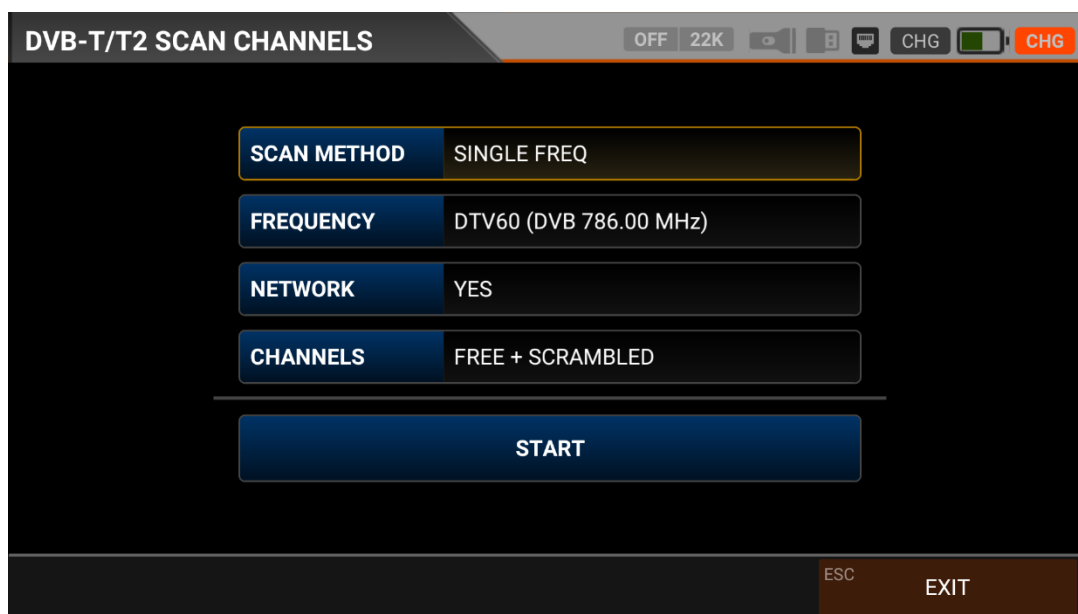 DVB-T/T2 SCAN CHANNELS OFF 22K CHG CHG
SCAN METHOD SINGLE FREQ
FREQUENCY DTV60 (DVB 786.00 MHz)
NETWORK YES
CHANNELS FREE + SCRAMBLED
START
ESC EXIT